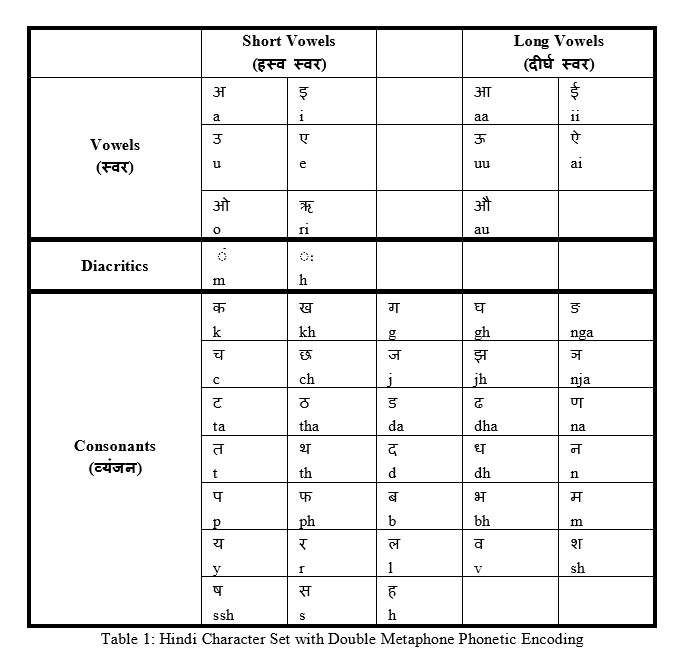 Short Vowels Long Vowels
(ह्रस्व स्वर) (दीर्घ स्वर)
अ इ आ ई
a i aa ii
Vowels
(स्वर)
उ ए ऊ ऐ
u e uu ai
ओ ऋ औ
o ri au
Diacritics
ं ः
m h
क ख ग घ ङ
k kh g gh nga
च छ ज झ ञ
c ch j jh nja
ट ठ ड ढ ण
ta tha da dha na
Consonants
(व्यंजन)
त थ द ध न
t th d dh n
प फ ब भ म
p ph b bh m
य र ल व श
y r l v sh
ष स ह
ssh s h
Table 1: Hindi Character Set with Double Metaphone Phonetic Encoding